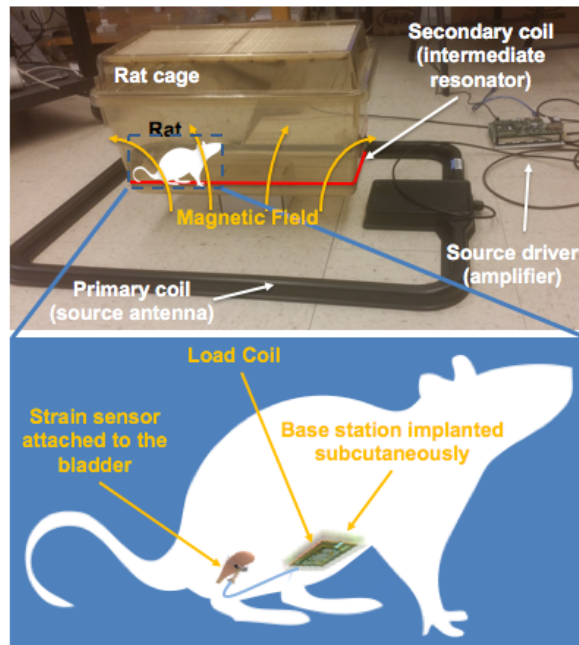 Secondary coil
(intermediate
resonator)
Rat cage
Rat
Magnetic Field
Source driver
(amplifier)
Primary coil
(source antenna)
Load Coil
Strain sensor
attached to the
bladder
Base station implanted
subcutaneously